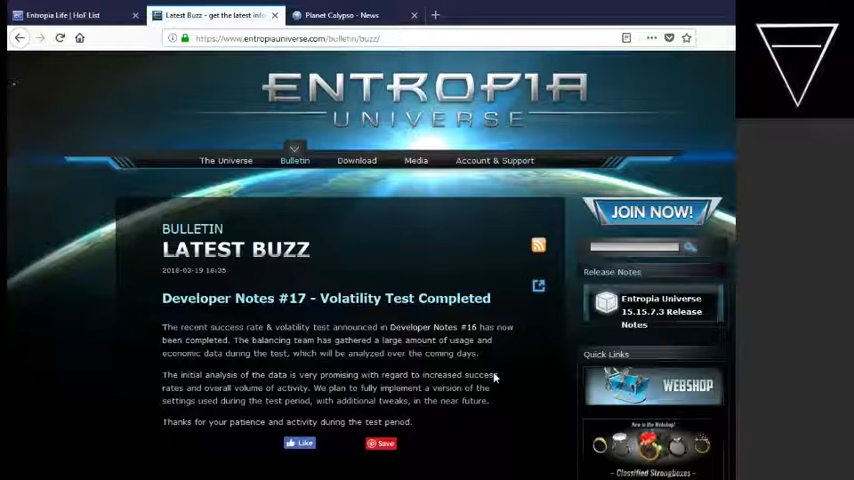 Entropia Life | HoF List
Latest Buzz - get the latest info
Planet Calypso - News
https://www.entropiauniverse.com/bulletin/buzz/
ENTROPIA
UNIVERSE
The Universe Bulletin Download Media Account & Support
JOIN NOW!
BULLETIN
LATEST BUZZ
2018-03-19 18:35
Release Notes
Developer Notes #17 - Volatility Test Completed
Entropia Universe
15.15.7.3 Release
Notes
The recent success rate & volatility test announced in Developer Notes #16 has now
been completed. The balancing team has gathered a large amount of usage and
economic data during the test, which will be analyzed over the coming days.
Quick Links
The initial analysis of the data is very promising with regard to increased success
rates and overall volume of activity. We plan to fully implement a version of the
settings used during the test period, with additional tweaks, in the near future.
WEBSHOP
Thanks for your patience and activity during the test period.
Like
Save
New in the Webshop!
Classified Strongboxes